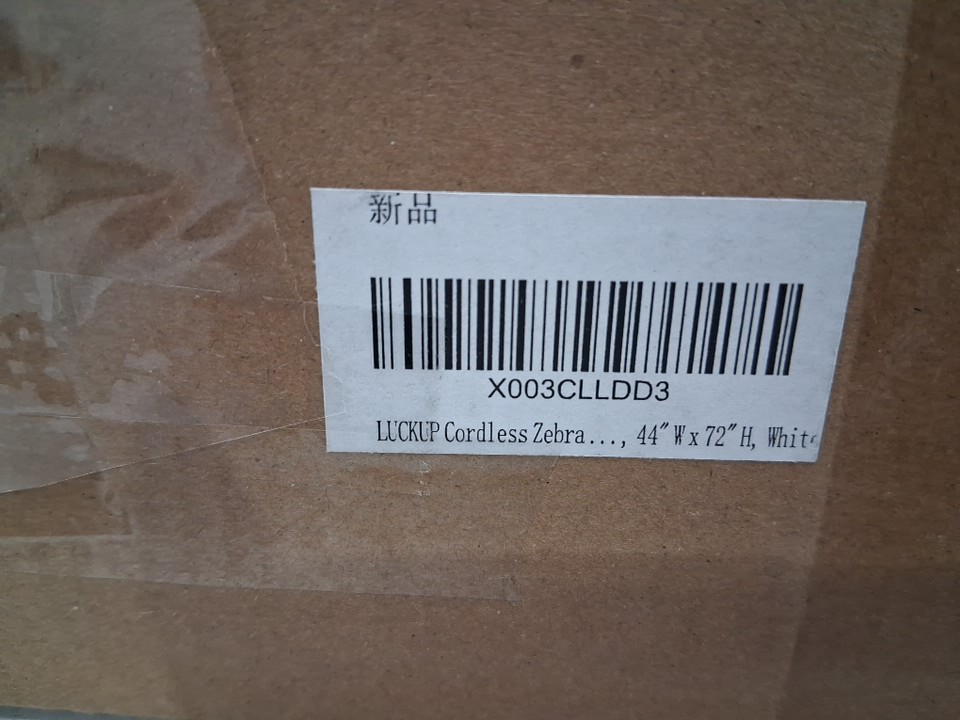 新品
X003CLLDD3
LUCKUP Cordless Zebra..., 44" W x 72" H, White